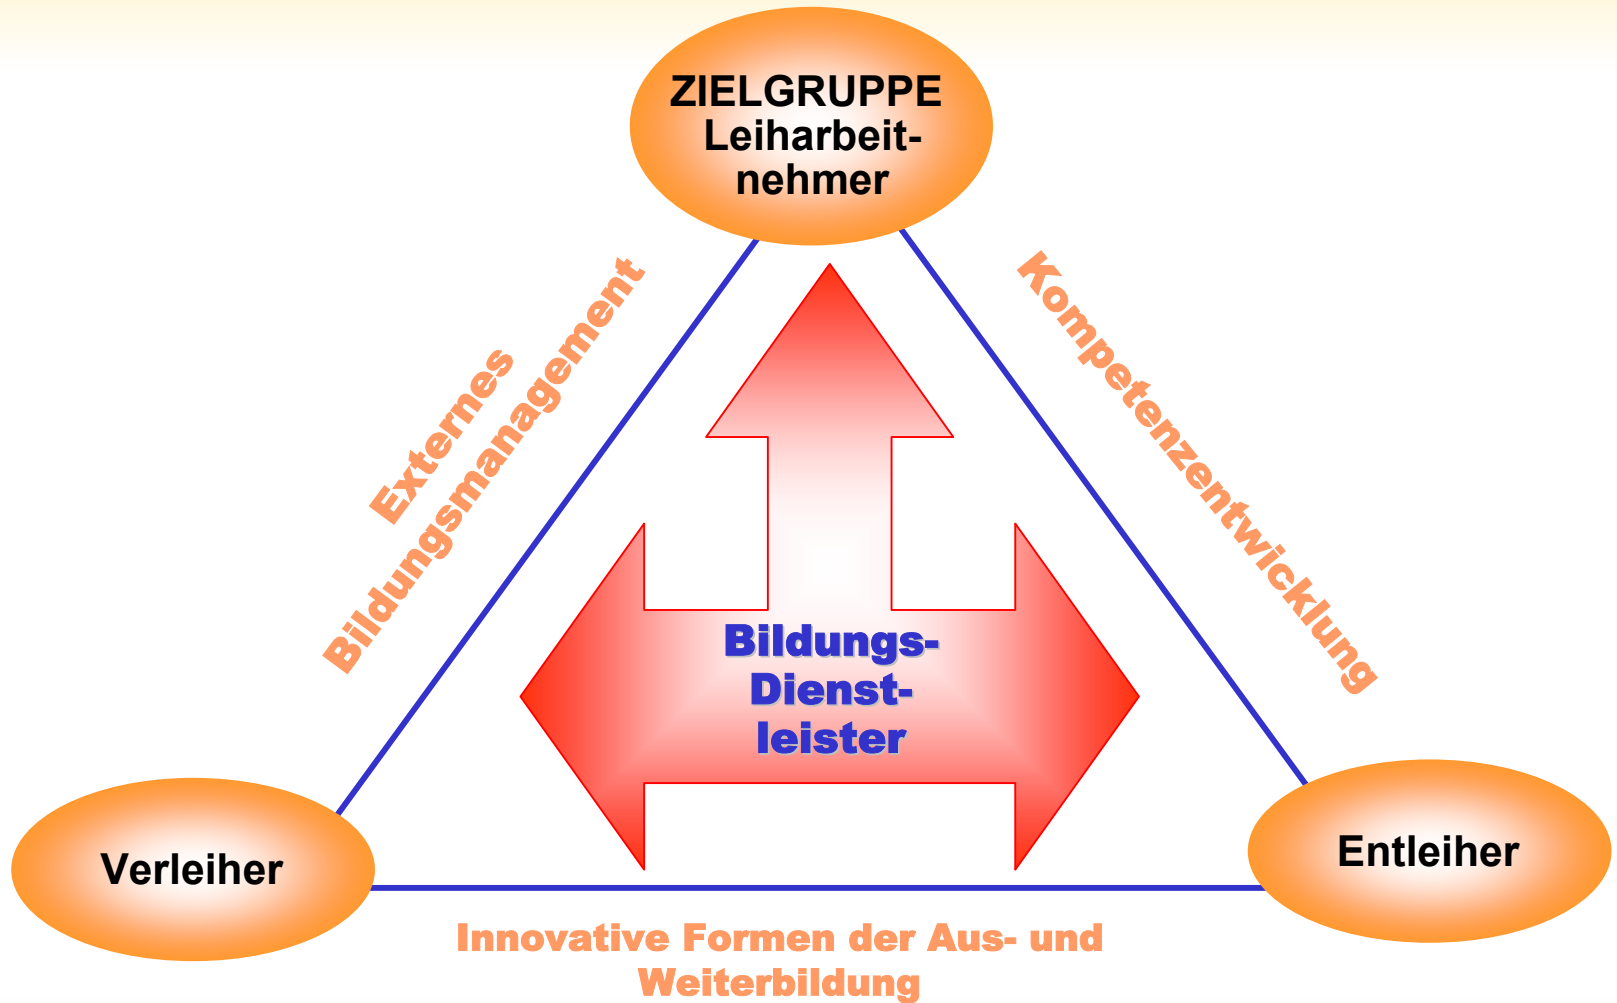 ZIELGRUPPE
Leiharbeit-
nehmer
Externes
Bildungsmanagement
Kompetenzentwicklung
Bildungs-
Dienst-
leister
Verleiher
Entleiher
Innovative Formen der Aus- und
Weiterbildung